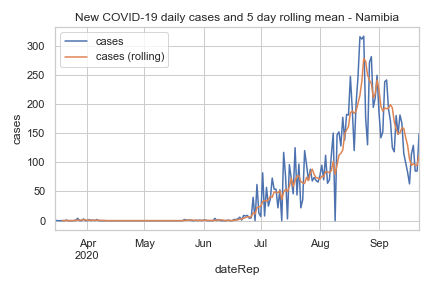 New COVID-19 daily cases and 5 day rolling mean - Namibia
cases
cases (rolling)
cases
300
250
200
150
100
50
0
Apr
2020
May
Jun
Jul
Aug
Sep
dateRep